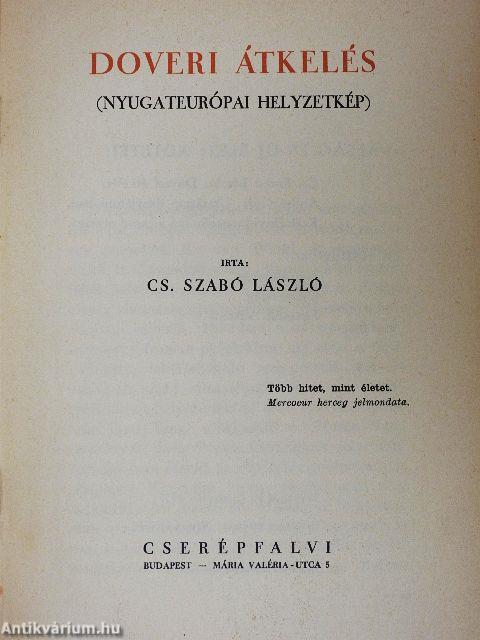 DOVERI ÁTKELÉS
(NYUGATEURÓPAI HELYZETKÉP)
IRTA:
CS. SZABÓ LÁSZLÓ
Több hitet, mint életet.
Mercoeur herceg jelmondata.
CSERÉPFALVI
BUDAPEST — MÁRIA VALÉRIA-UTCA 5
Antikvárium.hu